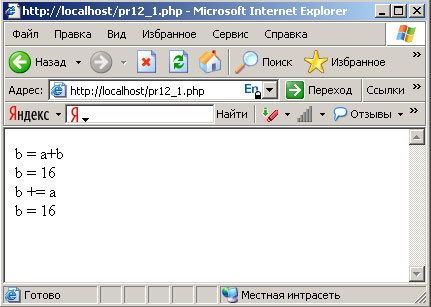 http://localhost/pr12_1.php - Microsoft Internet Explorer
Файл Правка Вид Избранное Сервис Справка
Назад Поиск Избранное »
Адрес: http://localhost/pr12_1.php En Переход Ссылки »
Яндекс Я Найти Отзывы »
b = a+b
b = 16
b += a
b = 16
Готово Местная интрасеть